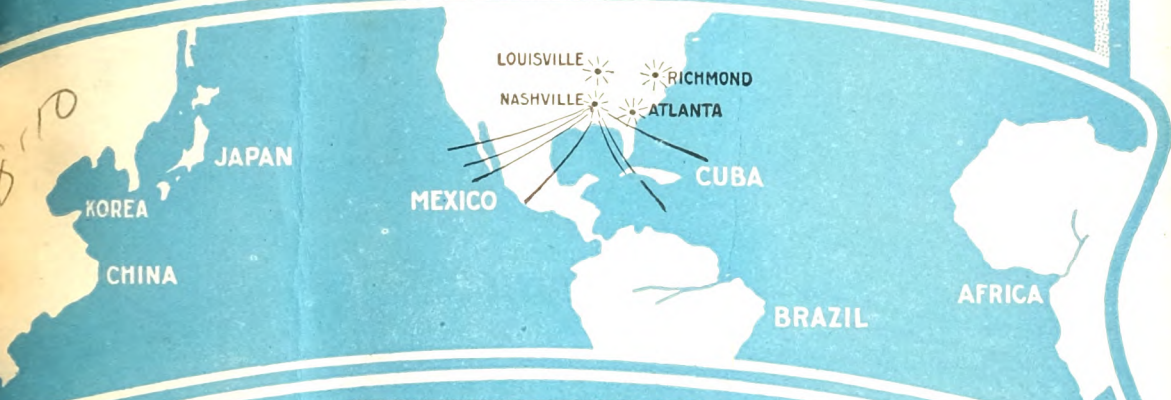 LOUISVILLE
RICHMOND
NASHVILLE
ATLANTA
JAPAN
CUBA
MEXICO
KOREA
CHINA
AFRICA
BRAZIL